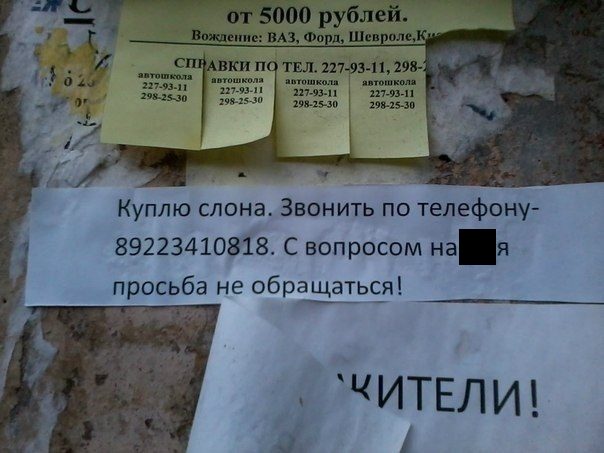 от 5000 рублей.
Вождение: ВАЗ, Форд, Шевроле,
СПРАВКИ ПО ТЕЛ. 227-93-11, 298-2
автошкола
227-93-11
298-25-30
автошкола
227-93-11
298-25-30
автошкола
227-93-11
298-25-30
автошкола
227-93-11
298-25-30
Куплю слона. Звонить по телефону-
89223410818. С вопросом на я
просьба не обращаться!
ЖИТЕЛИ!